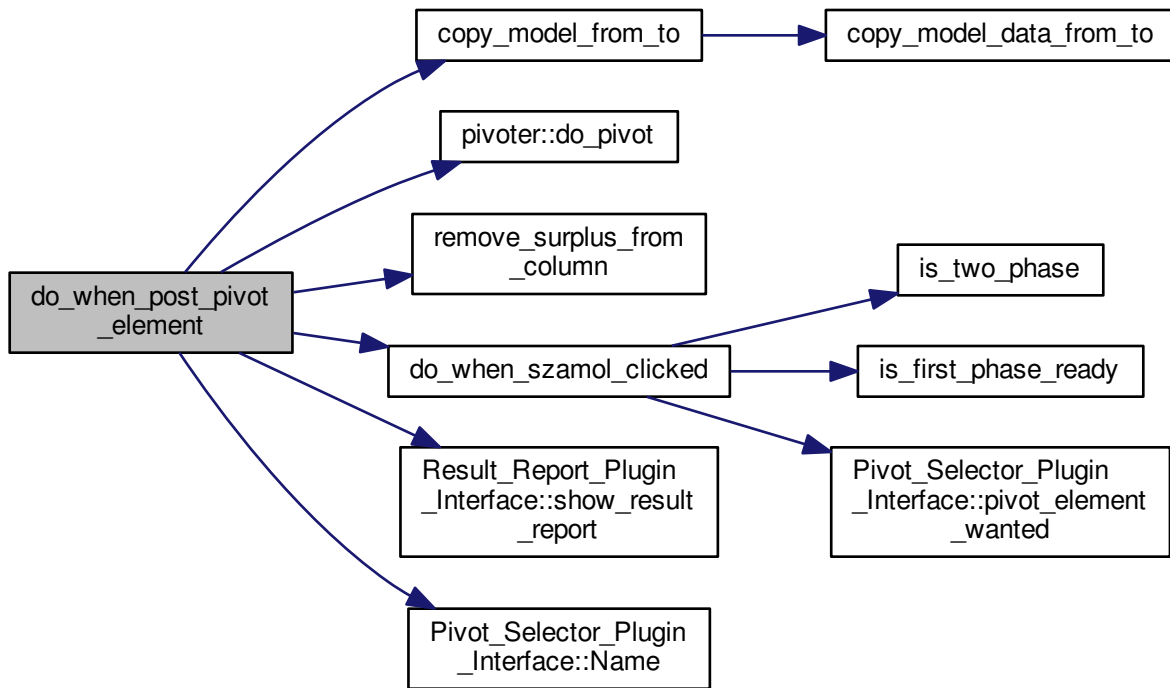 copy_model_from_to
copy_model_data_from_to
pivoter::do_pivot
remove_surplus_from
_column
is_two_phase
do_when_post_pivot
_element
do_when_szamol_clicked
is_first_phase_ready
Result_Report_Plugin
_Interface::show_result
_report
Pivot_Selector_Plugin
_Interface::pivot_element
_wanted
Pivot_Selector_Plugin
_Interface::Name